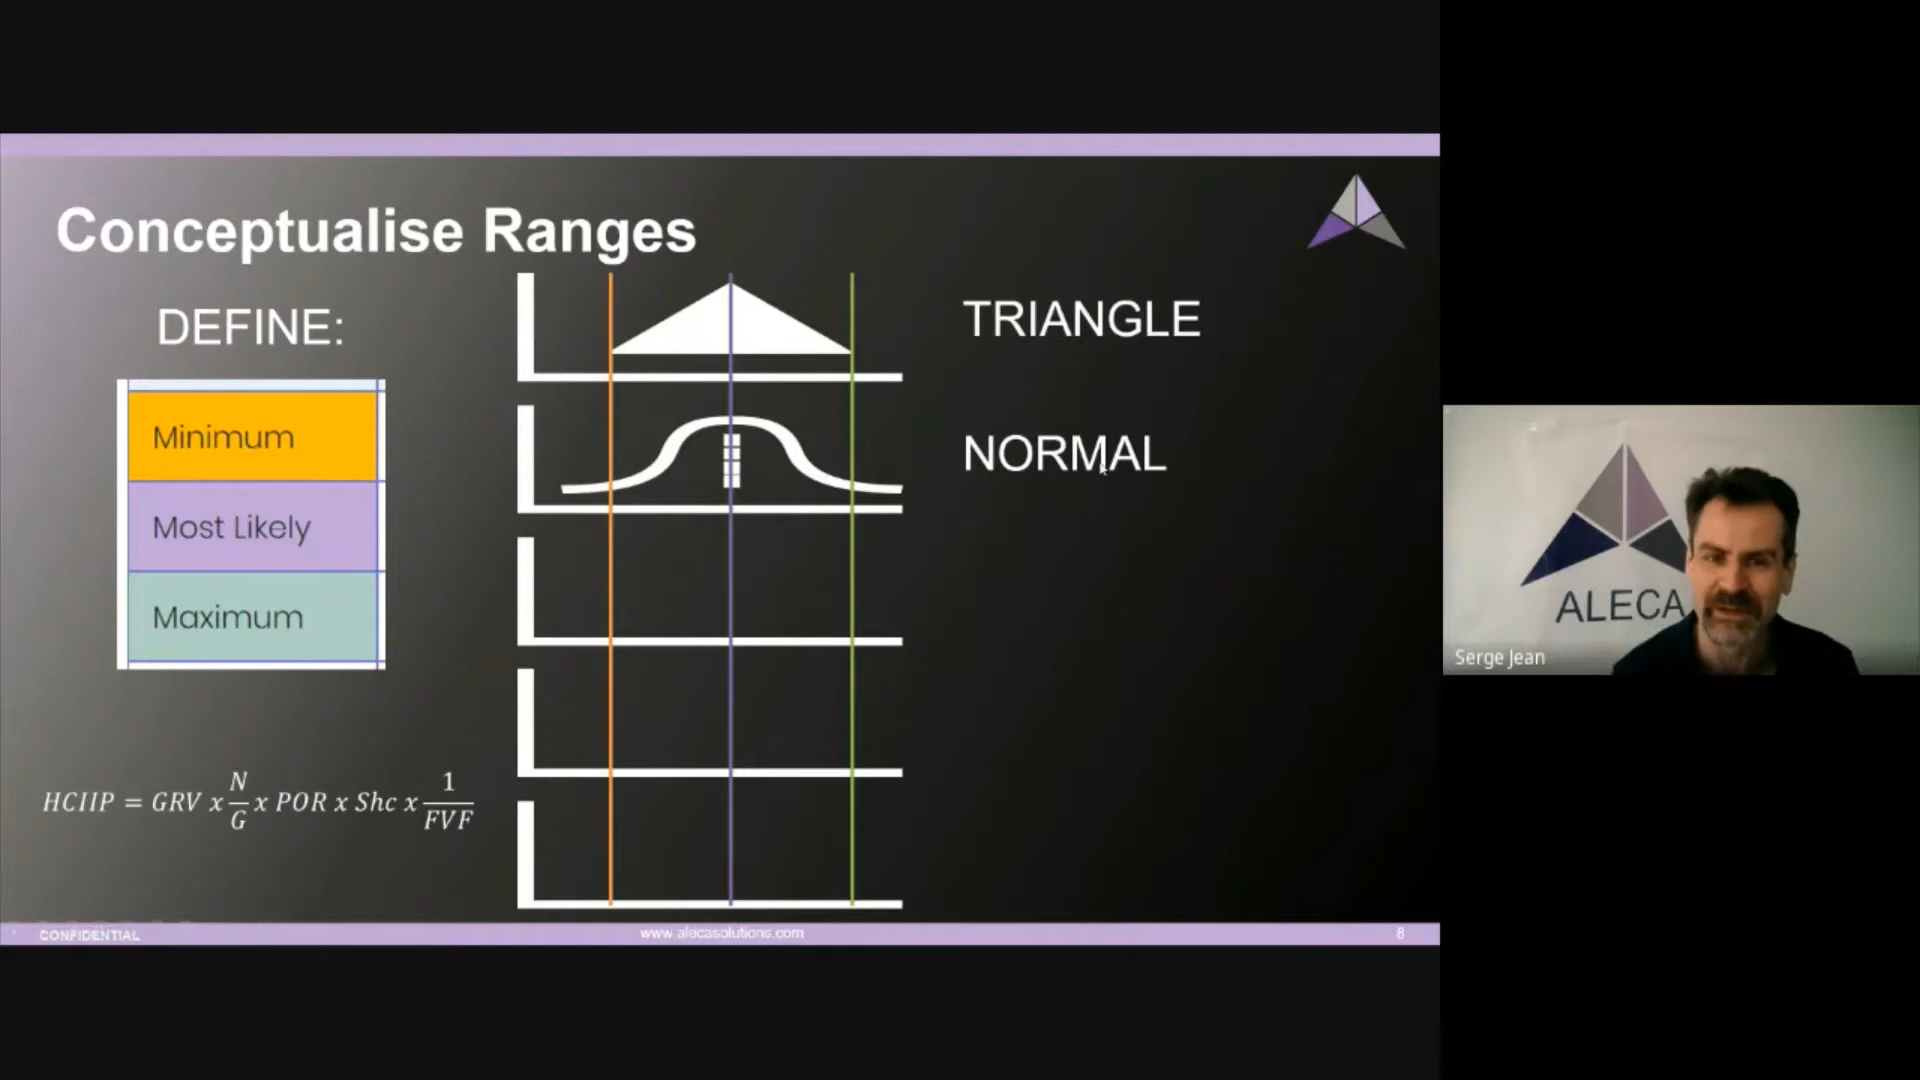 Conceptualise Ranges
DEFINE:
Minimum
Most Likely
Maximum
HCIIP = GRV x N/G x POR x Shc x 1/FVF
TRIANGLE
NORMAL
CONFIDENTIAL
www.alecasolutions.com
8
ALECA
Serge Jean